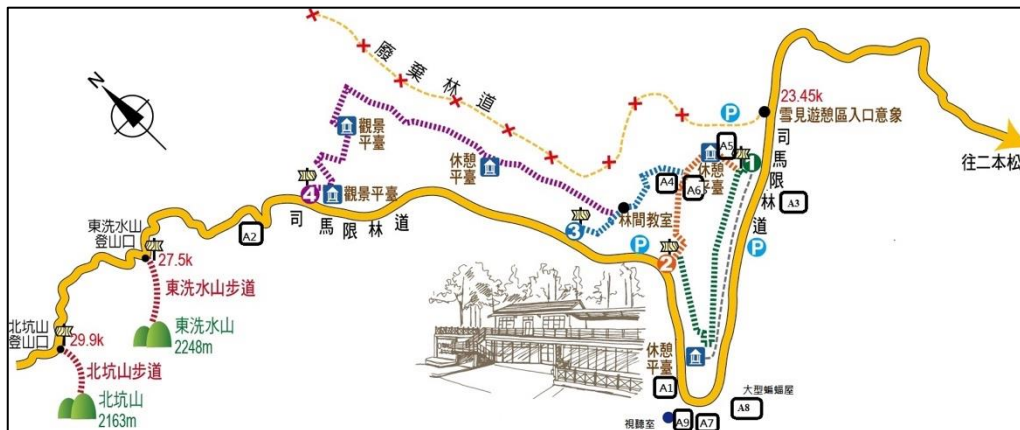 廢棄林道
N
P
23.45k
雪見遊憩區入口意象
往二本松
觀景
平臺
休憩
平臺
A5
1
休憩
平臺
A4
A6
司馬限林道
A3
4
觀景平臺
林間教室
司馬限林道
3
P
2
P
A2
東洗水山
登山口
27.5k
東洗水山步道
東洗水山
2248m
北坑山
登山口
29.9k
北坑山步道
北坑山
2163m
休憩
平臺
A1
大型蝙蝠屋
A8
視聽室
A9
A7